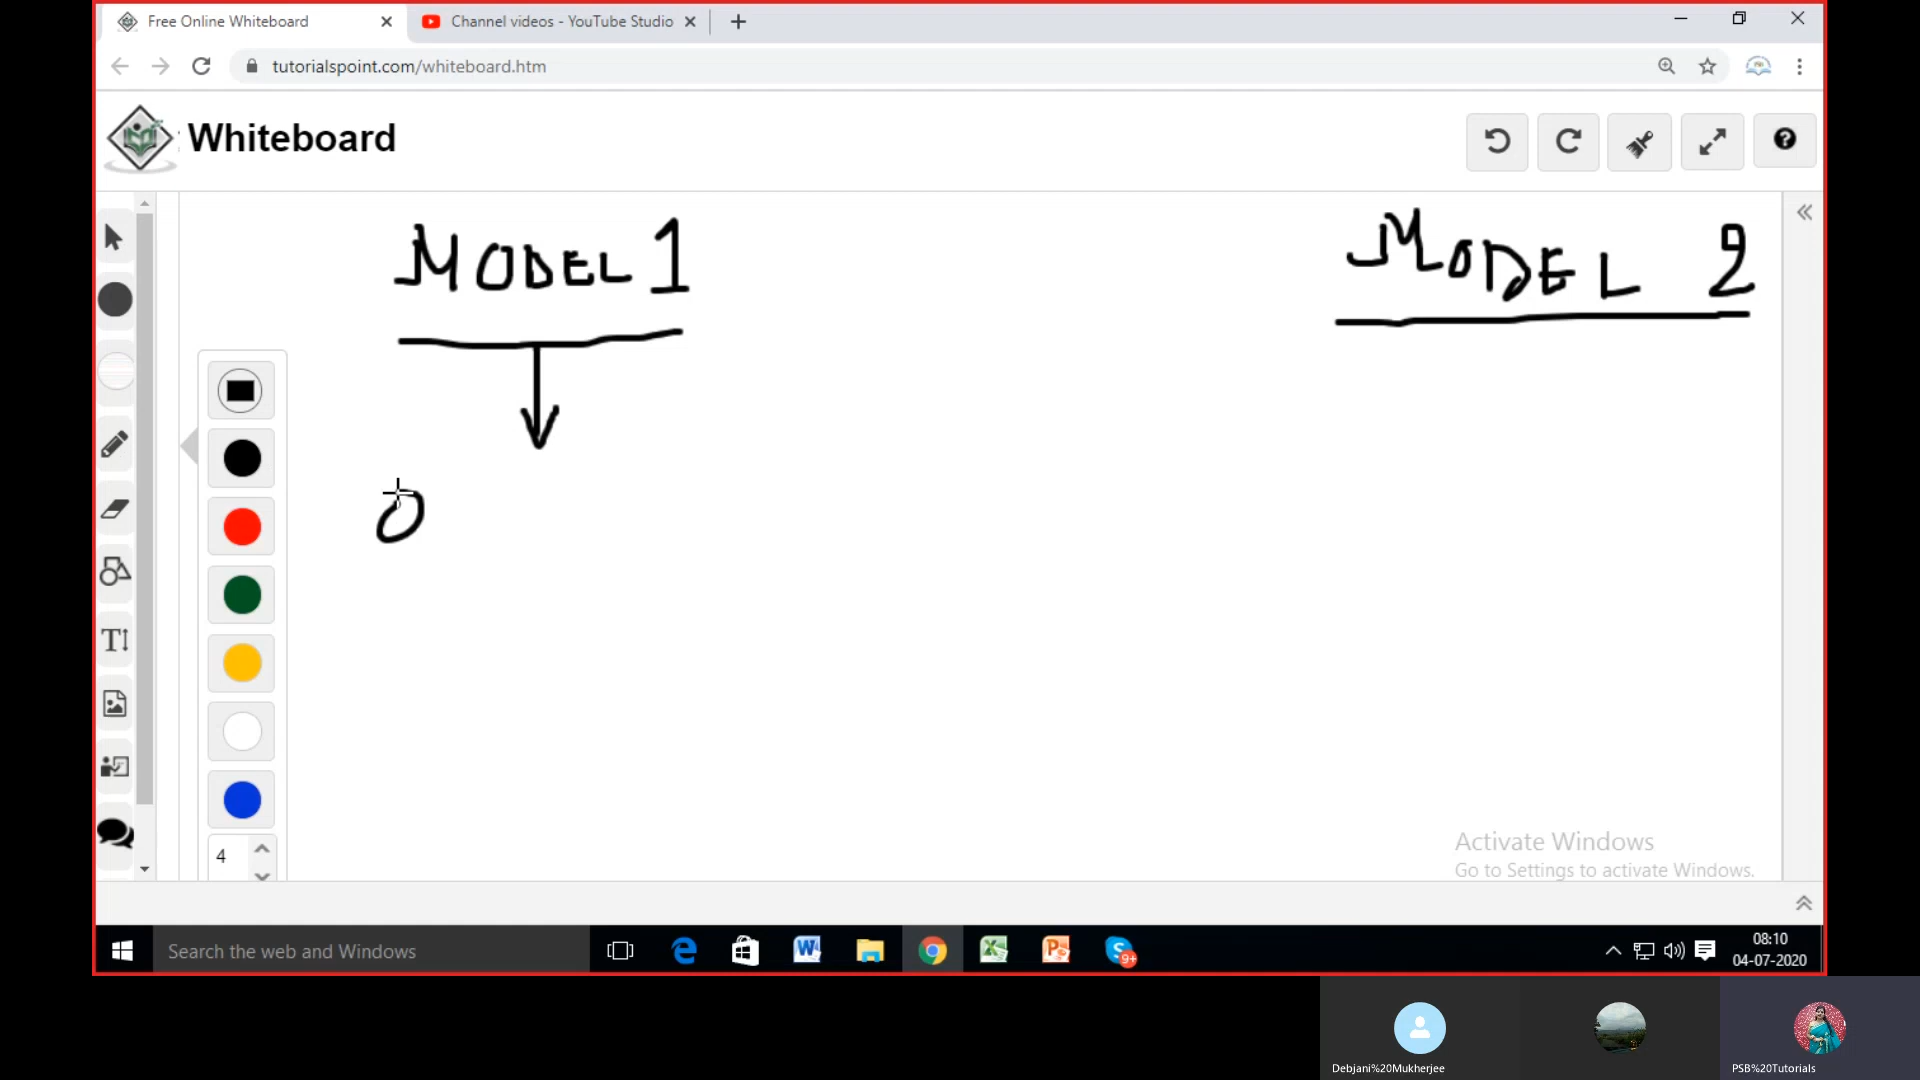 Free Online Whiteboard
Channel videos - YouTube Studio
tutorialspoint.com/whiteboard.htm
Whiteboard
MODEL 1
MODEL 2
O
4
Activate Windows
Go to Settings to activate Windows.
Search the web and Windows
9+
08:10
04-07-2020
Debjani%20Mukherjee
PSB%20Tutorials